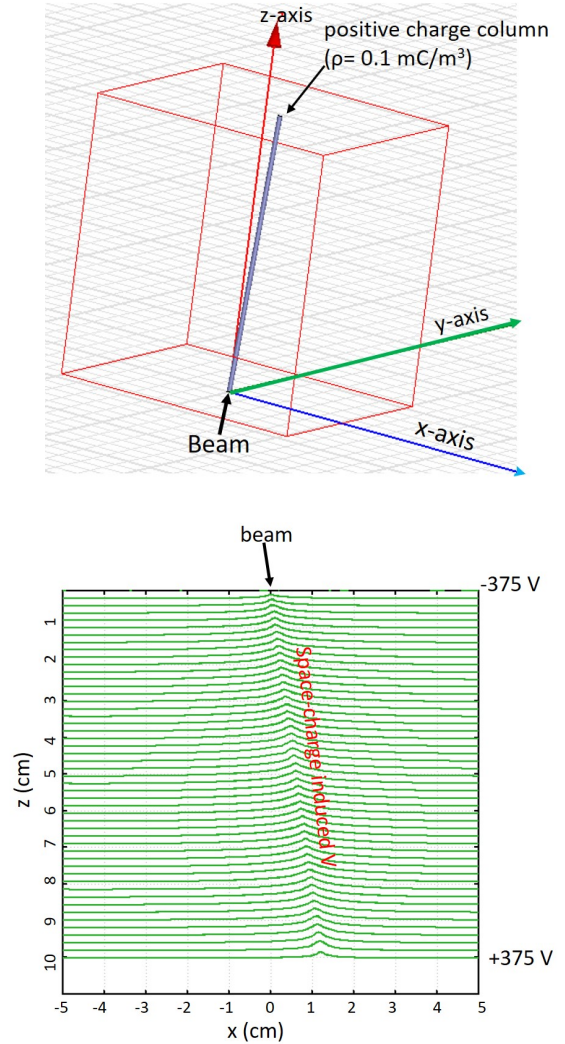 z-axis
positive charge column
(ρ= 0.1 mC/m³)
y-axis
x-axis
Beam
beam
-375 V
Space-charge induced V
1
2
3
4
5
6
7
8
9
10
z (cm)
+375 V
-5 -4 -3 -2 -1 0 1 2 3 4 5
x (cm)